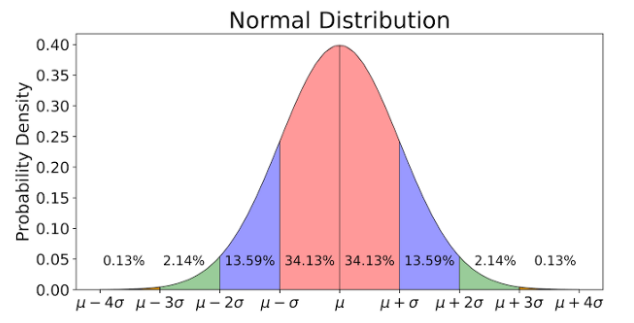 Normal Distribution
Probability Density
0.40
0.35
0.30
0.25
0.20
0.15
0.10
0.05
0.00
0.13% 2.14% 13.59% 34.13% 34.13% 13.59% 2.14% 0.13%
μ − 4σ μ − 3σ μ − 2σ μ − σ μ μ + σ μ + 2σ μ + 3σ μ + 4σ